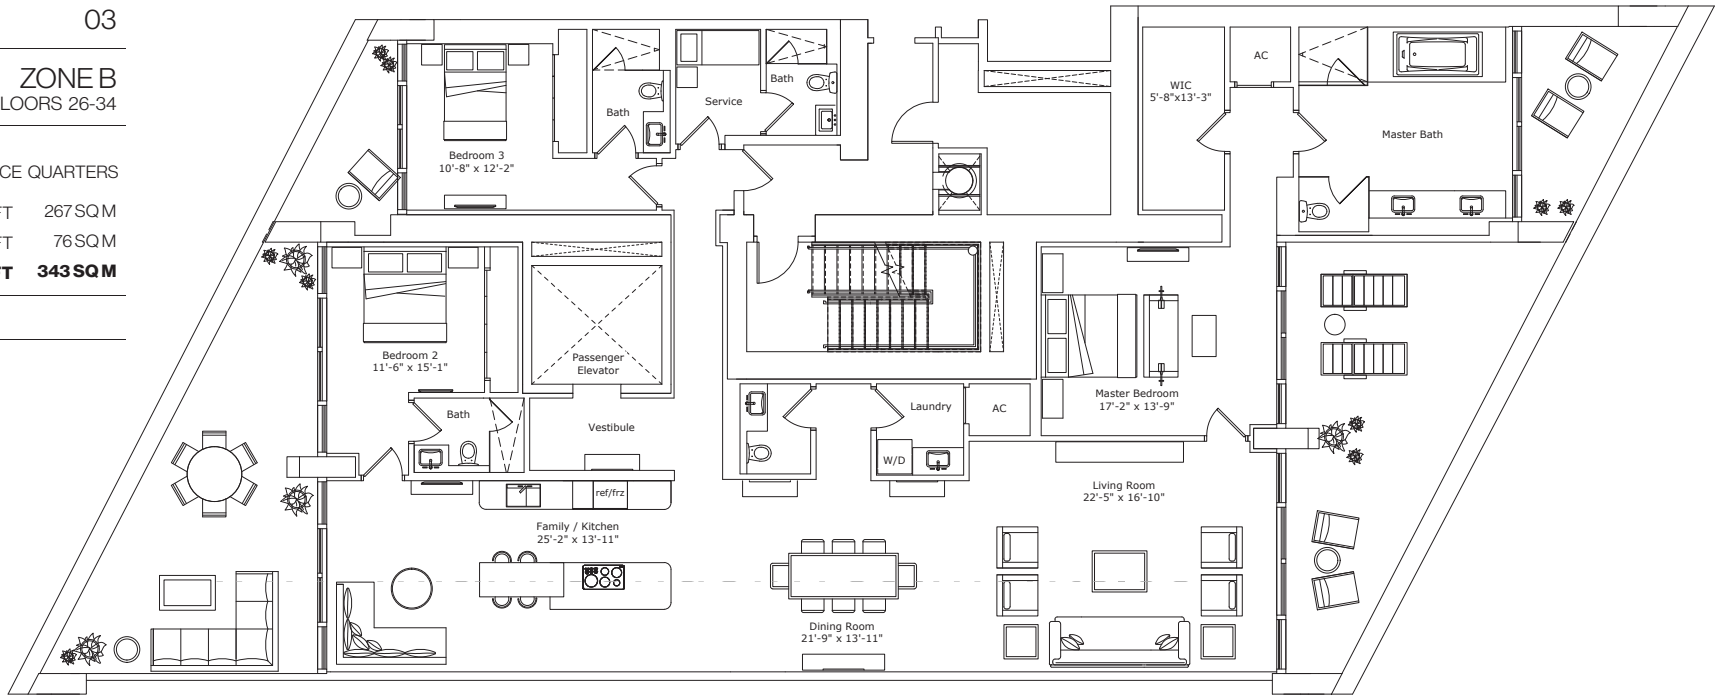 03
ZONE B
LOORS 26-34
CE QUARTERS
FT 267 SQ M
FT 76 SQ M
FT 343 SQ M
Bedroom 3
10'-8" x 12'-2"
Bath
Service
Bath
WIC
5'-8"x13'-3"
AC
Master Bath
Bedroom 2
11'-6" x 15'-1"
Passenger
Elevator
Master Bedroom
17'-2" x 13'-9"
Bath
Vestibule
Laundry
AC
W/D
ref/frz
Living Room
22'-5" x 16'-10"
Family / Kitchen
25'-2" x 13'-11"
Dining Room
21'-9" x 13'-11"